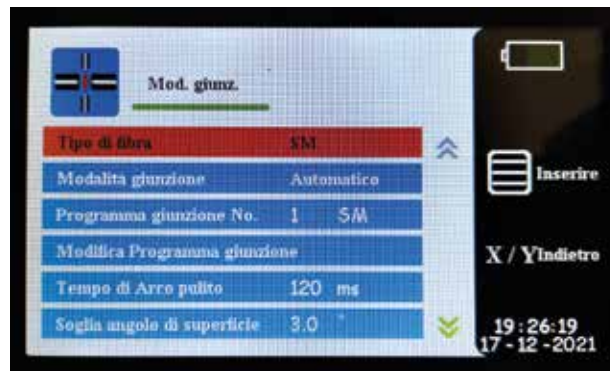 Mod. giunz.
Tipo di fibra SM
Modalita giunzione Automatico
Programma giunzione No. 1 SM
Modifica Programma giunzione
Tempo di Arco pulito 120 ms
Soglia angolo di superficie 3.0 °
Inserire
X / Y Indietro
19:26:19
17-12-2021